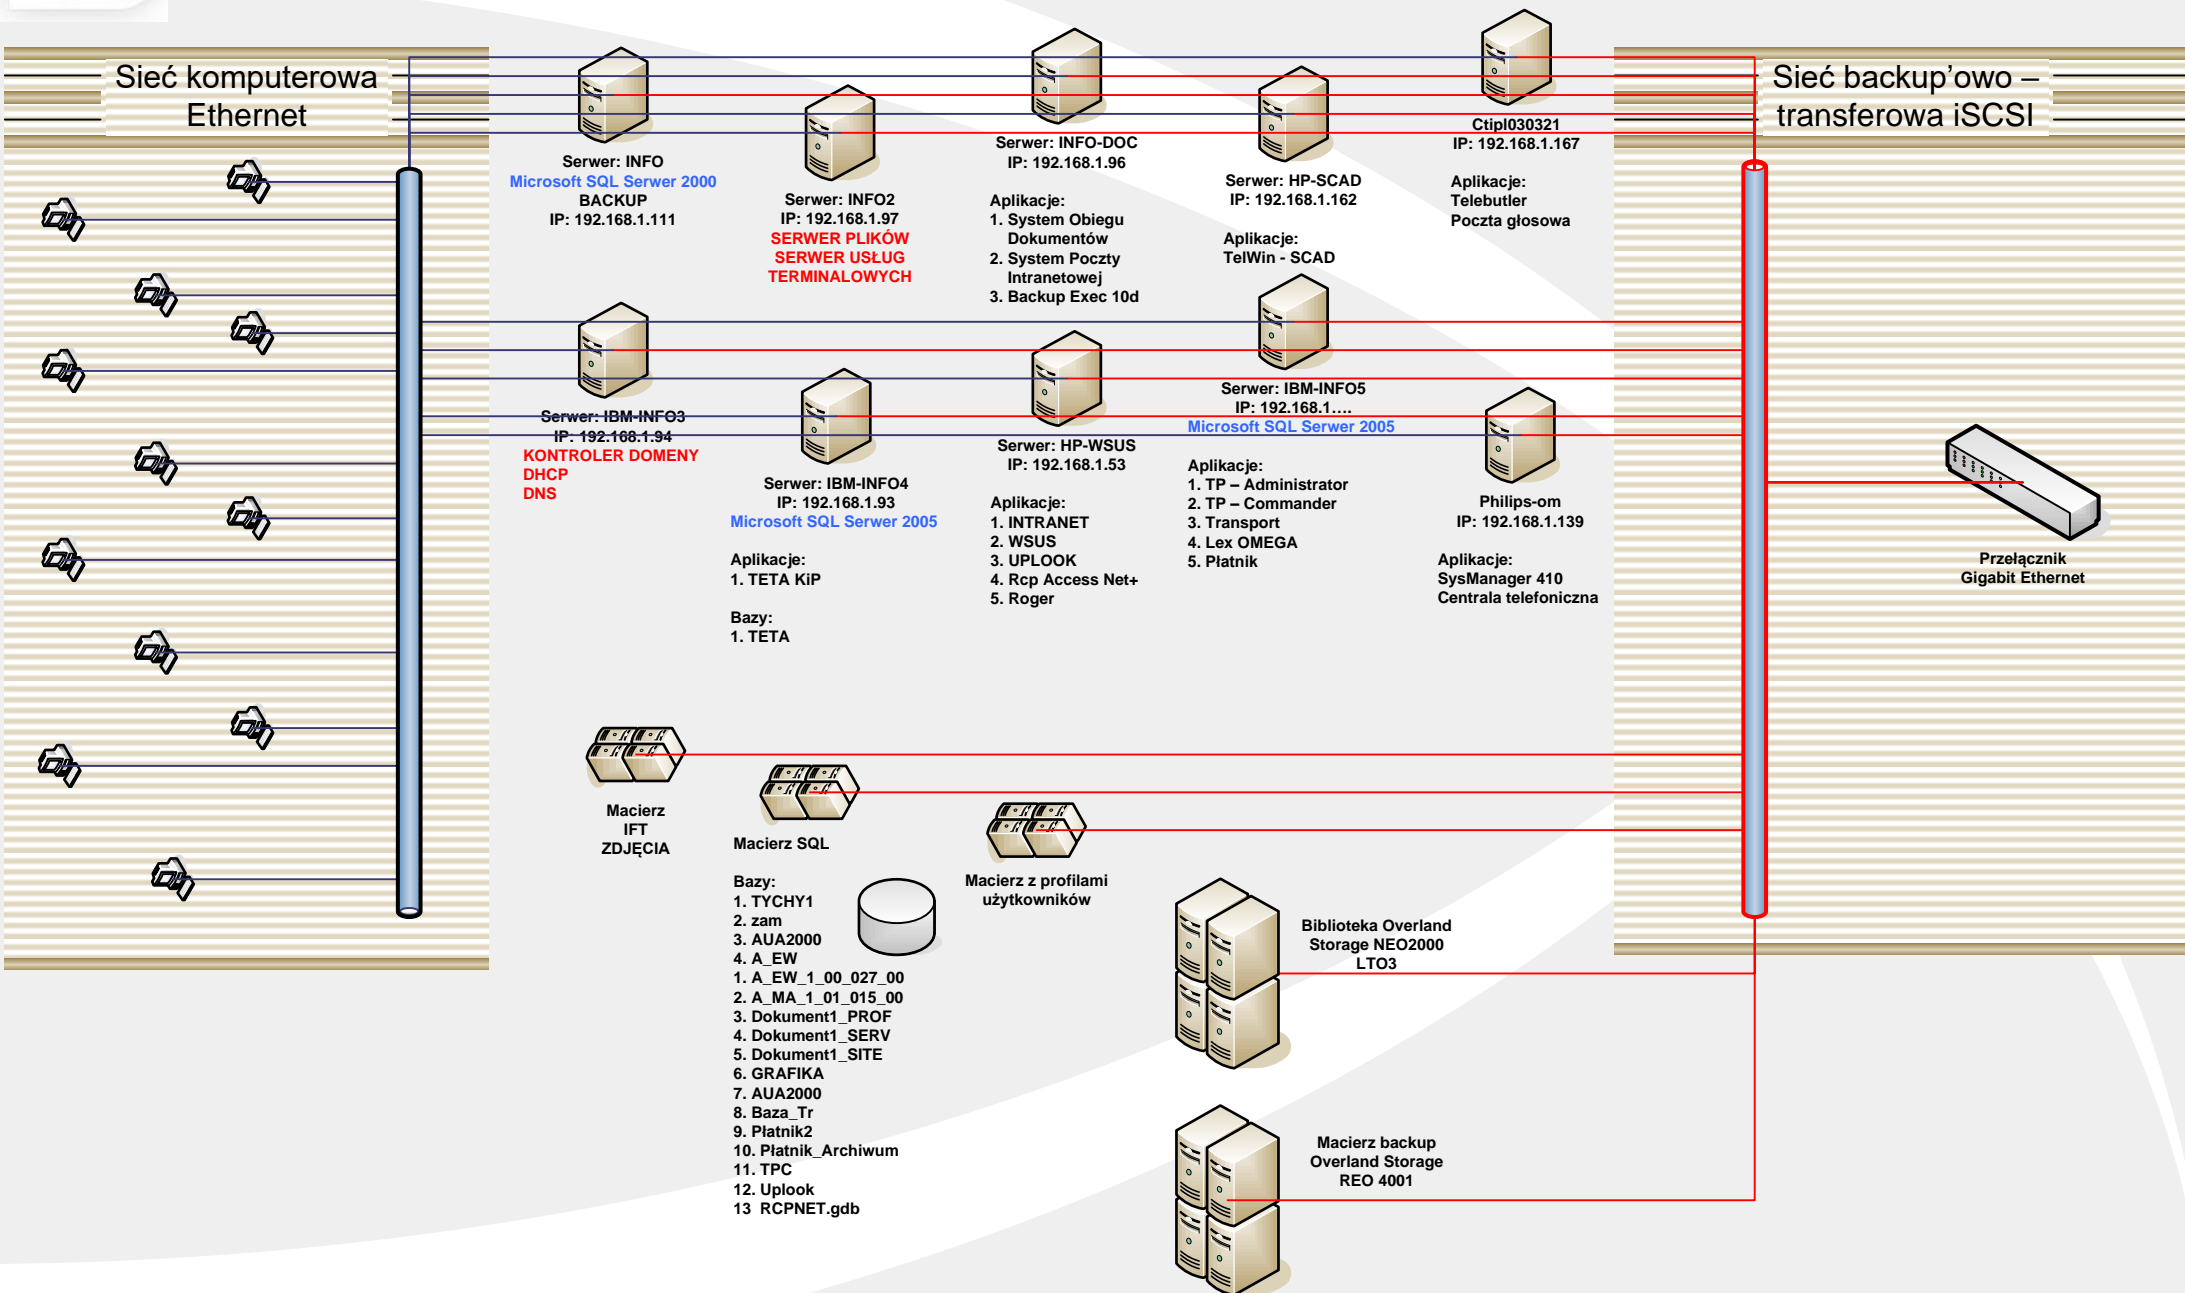 Sieć komputerowa
Ethernet
Sieć backup’owo –
transferowa iSCSI
Serwer: INFO
Microsoft SQL Serwer 2000
BACKUP
IP: 192.168.1.111
Serwer: INFO2
IP: 192.168.1.97
SERWER PLIKÓW
SERWER USŁUG
TERMINALOWYCH
Serwer: INFO-DOC
IP: 192.168.1.96
Aplikacje:
1. System Obiegu
Dokumentów
2. System Poczty
Intranetowej
3. Backup Exec 10d
Serwer: HP-SCAD
IP: 192.168.1.162
Aplikacje:
TelWin - SCAD
Ctipl030321
IP: 192.168.1.167
Aplikacje:
Telebutler
Poczta głosowa
Serwer: IBM-INFO3
IP: 192.168.1.94
KONTROLER DOMENY
DHCP
DNS
Serwer: IBM-INFO4
IP: 192.168.1.93
Microsoft SQL Serwer 2005
Aplikacje:
1. TETA KiP
Bazy:
1. TETA
Serwer: HP-WSUS
IP: 192.168.1.53
Aplikacje:
1. INTRANET
2. WSUS
3. UPLOOK
4. Rcp Access Net+
5. Roger
Serwer: IBM-INFO5
IP: 192.168.1....
Microsoft SQL Serwer 2005
Aplikacje:
1. TP – Administrator
2. TP – Commander
3. Transport
4. Lex OMEGA
5. Płatnik
Philips-om
IP: 192.168.1.139
Aplikacje:
SysManager 410
Centrala telefoniczna
Przełącznik
Gigabit Ethernet
Macierz
IFT
ZDJĘCIA
Macierz SQL
Bazy:
1. TYCHY1
2. zam
3. AUA2000
4. A_EW
1. A_EW_1_00_027_00
2. A_MA_1_01_015_00
3. Dokument1_PROF
4. Dokument1_SERV
5. Dokument1_SITE
6. GRAFIKA
7. AUA2000
8. Baza_Tr
9. Płatnik2
10. Płatnik_Archiwum
11. TPC
12. Uplook
13 RCPNET.gdb
Macierz z profilami
użytkowników
Biblioteka Overland
Storage NEO2000
LTO3
Macierz backup
Overland Storage
REO 4001